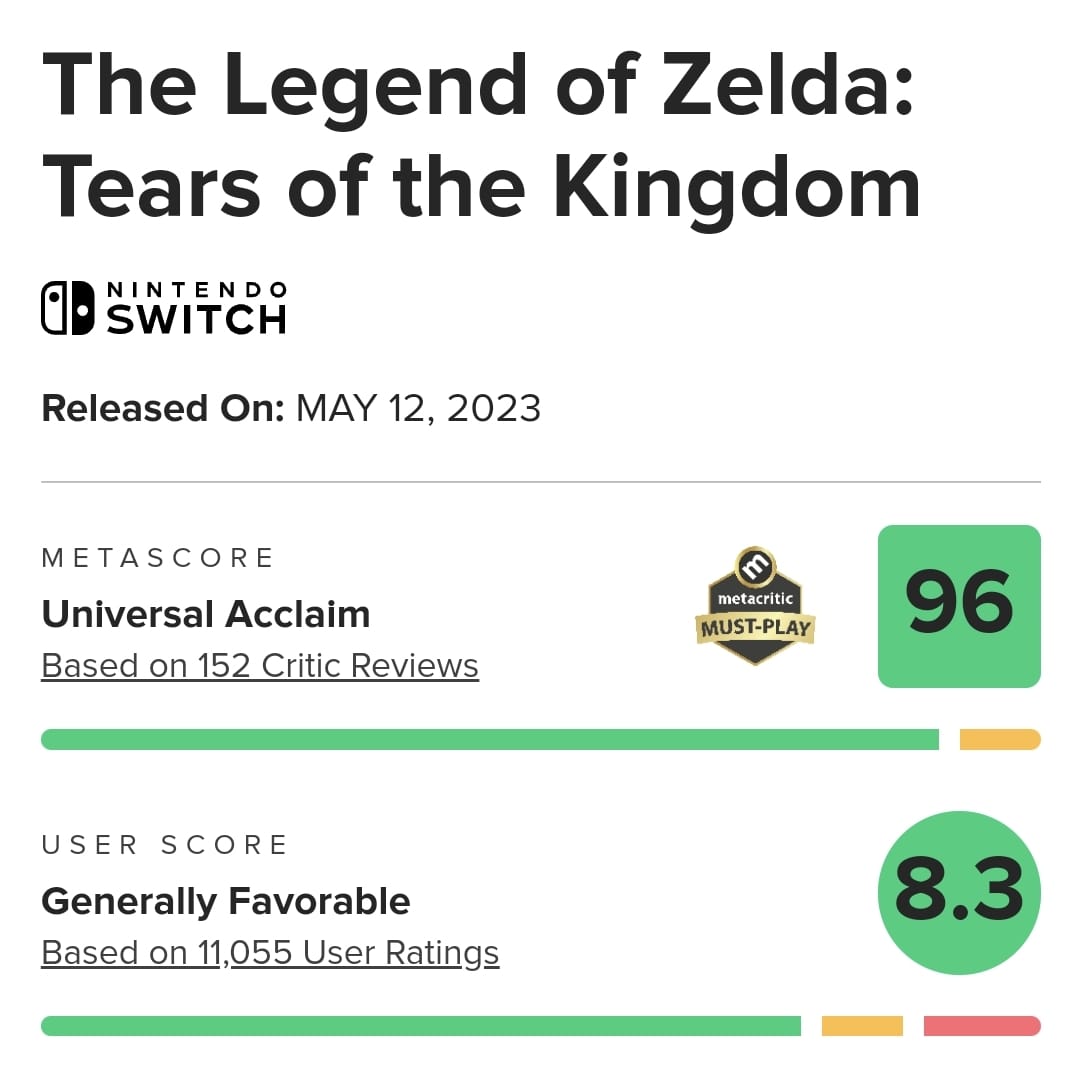 The Legend of Zelda:
Tears of the Kingdom
NINTENDO
SWITCH
Released On: MAY 12, 2023
METASCORE
Universal Acclaim
Based on 152 Critic Reviews
m
metacritic
MUST-PLAY
96
USER SCORE
Generally Favorable
Based on 11,055 User Ratings
8.3